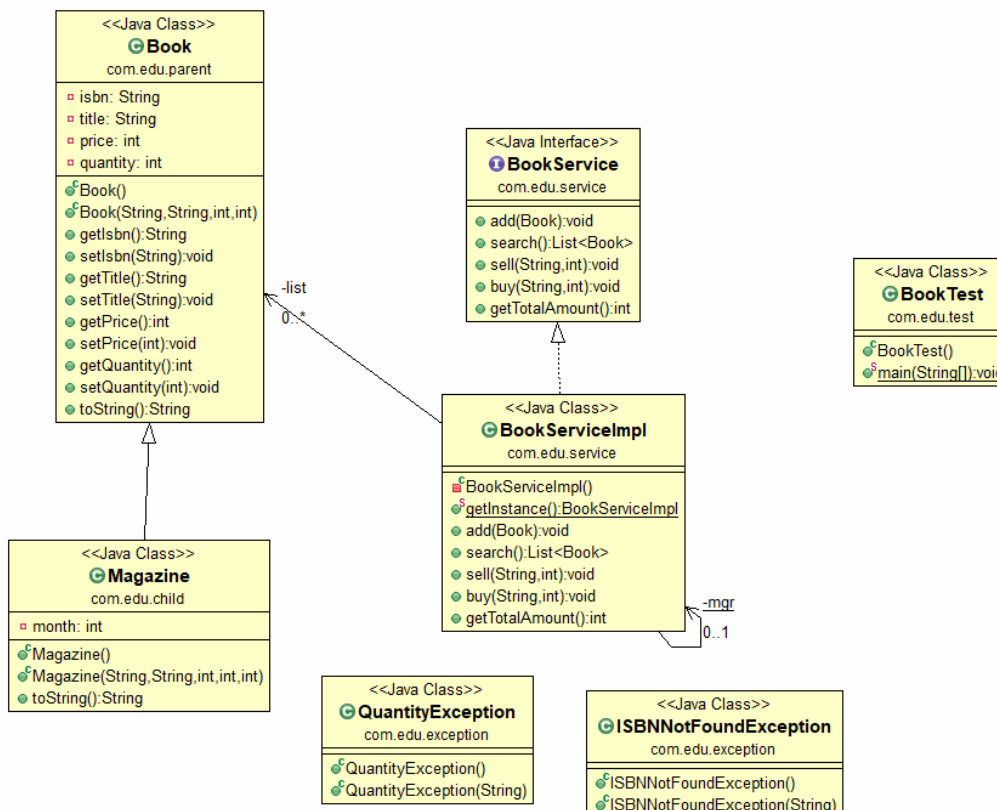 <<Java Class>>
Book
com.edu.parent
isbn: String
title: String
price: int
quantity: int
Book()
Book(String,String,int,int)
getIsbn():String
setIsbn(String):void
getTitle():String
setTitle(String):void
getPrice():int
setPrice(int):void
getQuantity():int
setQuantity(int):void
toString():String
<<Java Interface>>
BookService
com.edu.service
add(Book):void
search():List<Book>
sell(String,int):void
buy(String,int):void
getTotalAmount():int
<<Java Class>>
BookTest
com.edu.test
BookTest()
main(String[]):void
-list
0..*
<<Java Class>>
BookServiceImpl
com.edu.service
BookServiceImpl()
getInstance():BookServiceImpl
add(Book):void
search():List<Book>
sell(String,int):void
buy(String,int):void
getTotalAmount():int
-mgr
0..1
<<Java Class>>
Magazine
com.edu.child
month: int
Magazine()
Magazine(String,String,int,int,int)
toString():String
<<Java Class>>
QuantityException
com.edu.exception
QuantityException()
QuantityException(String)
<<Java Class>>
ISBNNotFoundException
com.edu.exception
ISBNNotFoundException()
ISBNNotFoundException(String)